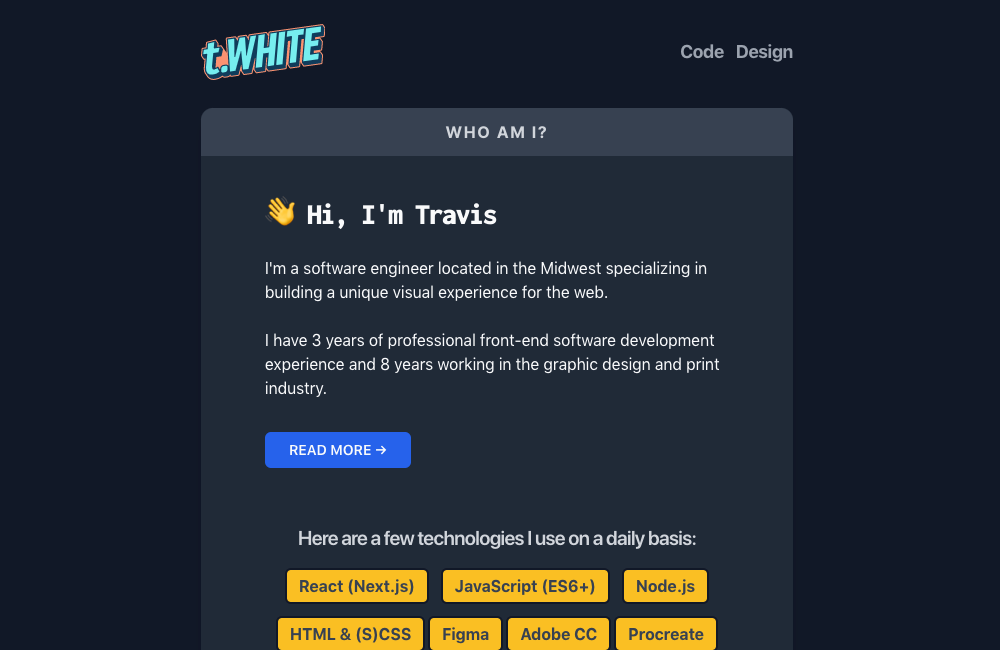 t.WHITE
Code Design
WHO AM I?
👋 Hi, I'm Travis
I'm a software engineer located in the Midwest specializing in
building a unique visual experience for the web.
I have 3 years of professional front-end software development
experience and 8 years working in the graphic design and print
industry.
READ MORE →
Here are a few technologies I use on a daily basis:
React (Next.js) JavaScript (ES6+) Node.js
HTML & (S)CSS Figma Adobe CC Procreate